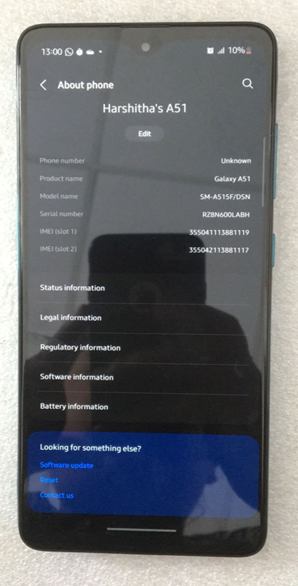 13:00 10%
About phone
Harshitha's A51
Edit
Phone number Unknown
Product name Galaxy A51
Model name SM-A515F/DSN
Serial number RZ8N600LABH
IMEI (slot 1) 355041113881119
IMEI (slot 2) 355042113881117
Status information
Legal information
Regulatory information
Software information
Battery information
Looking for something else?
Software update
Reset
Contact us